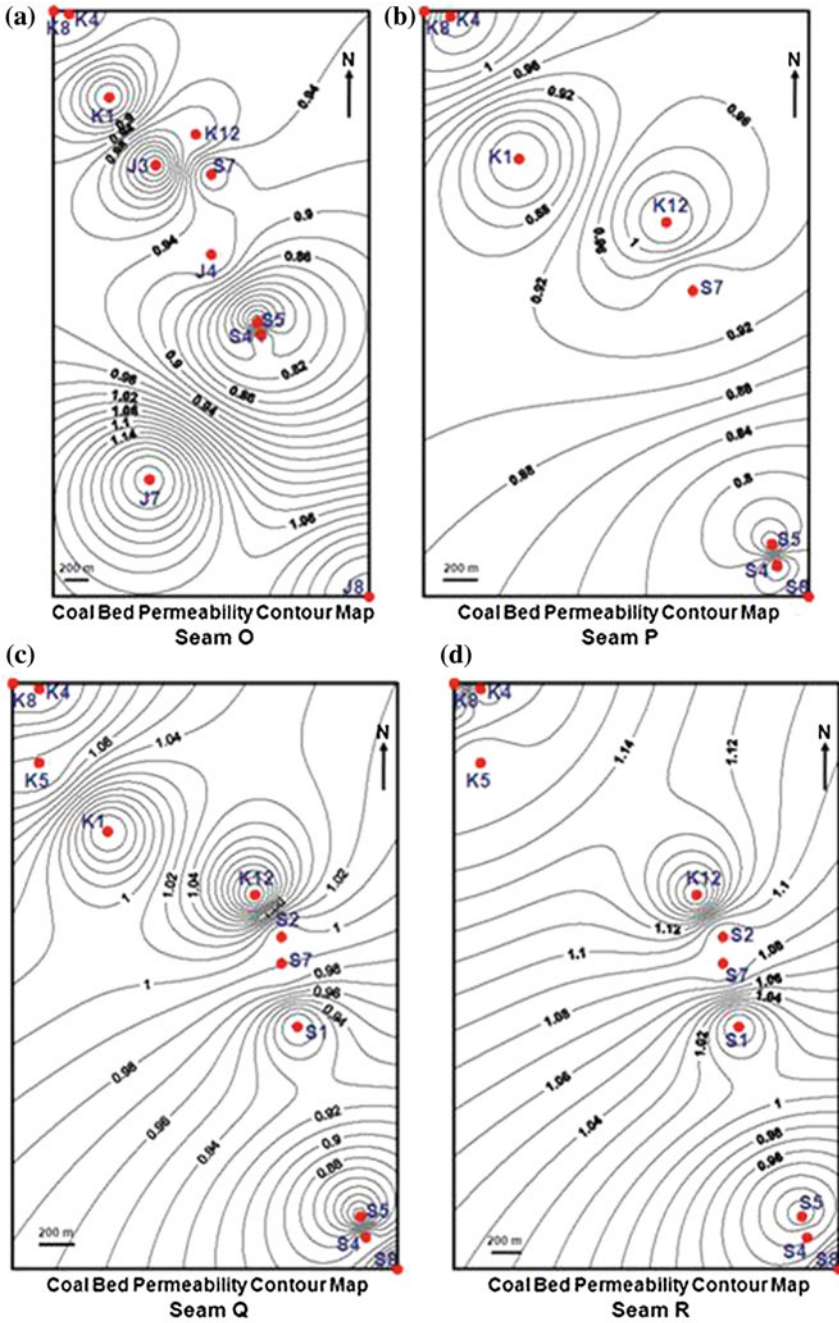 (a)
K8 K4
0.94
N
K1
0.9
K12
J3
S7
0.94
0.9
0.86
J4
S5
S4
0.9
0.82
0.86
0.94
0.96
1.02
1.06
1.1
1.14
J7
1.06
200 m
J8
Coal Bed Permeability Contour Map
Seam O
(b)
K8 K4
1
0.96
N
0.92
0.96
K1
K12
0.88
0.96
1
S7
0.92
0.92
0.88
0.84
0.88
0.8
S5
S4
S8
200 m
Coal Bed Permeability Contour Map
Seam P
(c)
K8 K4
1.06
1.04
N
K5
K1
1
1.02
1.04
K12
1.02
S2
1
S7
0.98
1
0.96
0.94
S1
0.98
0.96
0.94
0.92
0.9
0.88
S5
S4
S8
200 m
Coal Bed Permeability Contour Map
Seam Q
(d)
K8 K4
1.14
1.12
N
K5
K12
1.1
1.12
S2
1.1
1.08
S7
1.06
1.04
1.08
S1
1.02
1.06
1.04
1
0.98
0.96
S5
S4
S8
200 m
Coal Bed Permeability Contour Map
Seam R